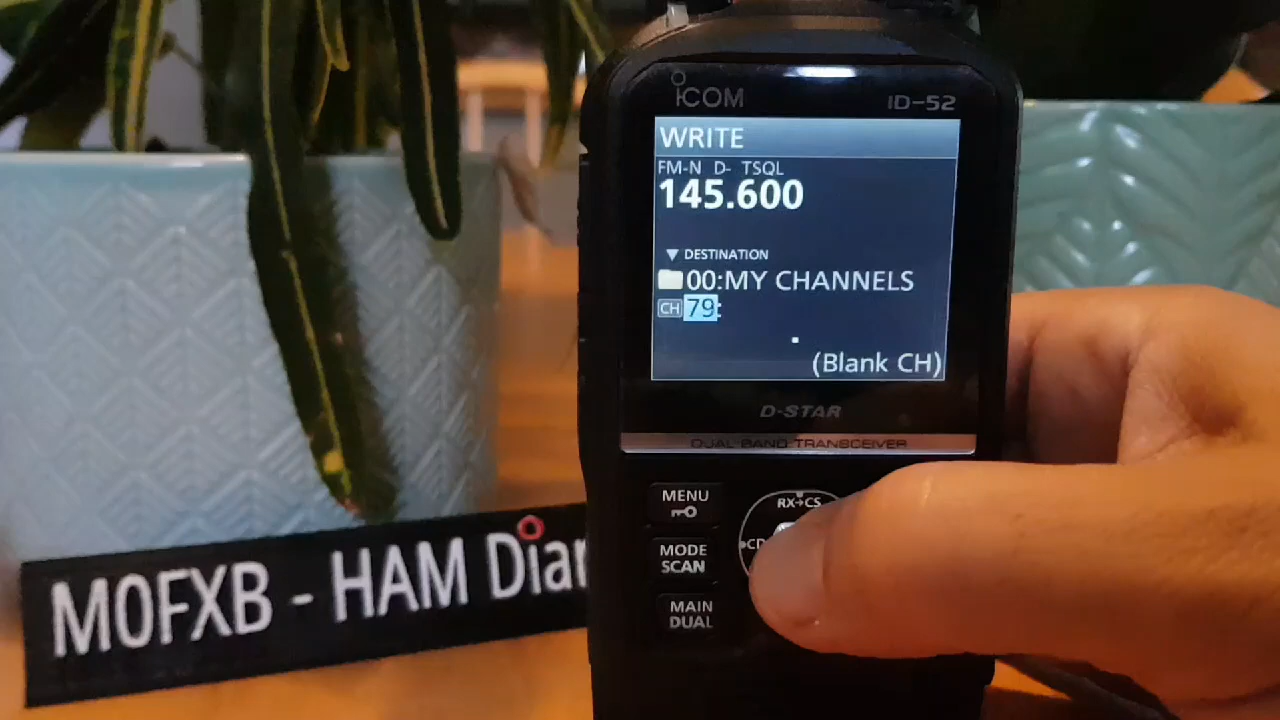 ICOM
ID-52
WRITE
FM-N D- TSQL
145.600
▼ DESTINATION
00:MY CHANNELS
CH 79:
(Blank CH)
D-STAR
DUAL BAND TRANSCEIVER
MENU
RX→CS
MODE
SCAN
CD
MAIN
DUAL
M0FXB - HAM Diar